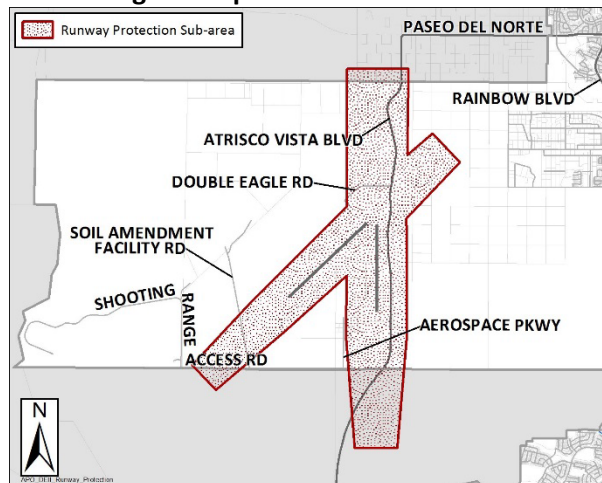 Runway Protection Sub-area
PASEO DEL NORTE
RAINBOW BLVD
ATRISCO VISTA BLVD
DOUBLE EAGLE RD
SOIL AMENDMENT
FACILITY RD
SHOOTING
RANGE
ACCESS RD
AEROSPACE PKWY
N
APO_DEII_Runway_Protection